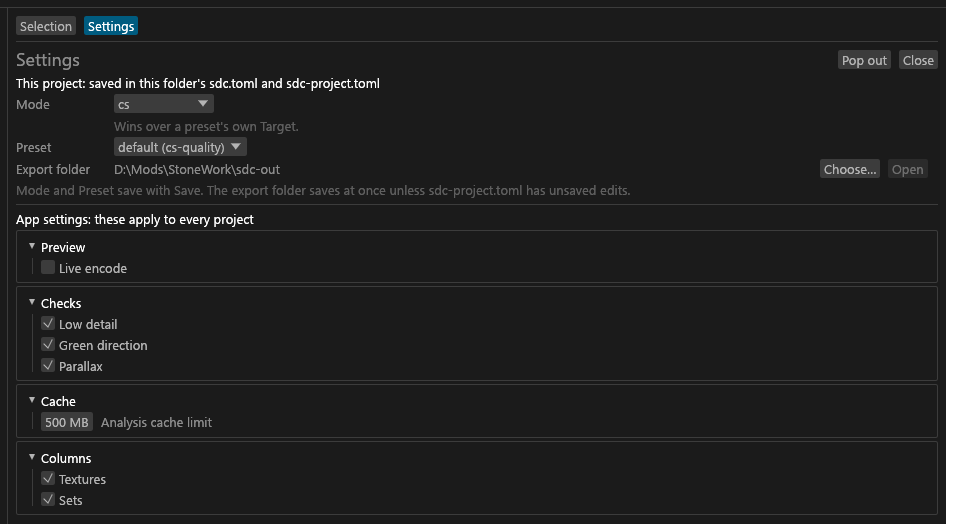 Selection Settings
Settings Pop out Close
This project: saved in this folder's sdc.toml and sdc-project.toml
Mode cs
Wins over a preset's own Target.
Preset default (cs-quality)
Export folder D:\Mods\StoneWork\sdc-out Choose... Open
Mode and Preset save with Save. The export folder saves at once unless sdc-project.toml has unsaved edits.
App settings: these apply to every project
Preview
Live encode
Checks
Low detail
Green direction
Parallax
Cache
500 MB Analysis cache limit
Columns
Textures
Sets